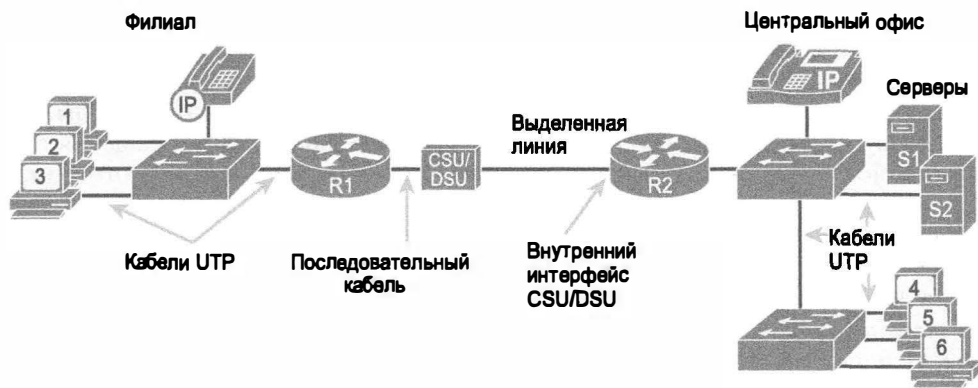 Филиал
Центральный офис
IP
IP
Серверы
1
2
3
Выделенная
линия
CSU/
DSU
S1
R1
R2
S2
Кабели UTP
Последовательный
кабель
Внутренний
интерфейс
CSU/DSU
Кабели
UTP
4
5
6